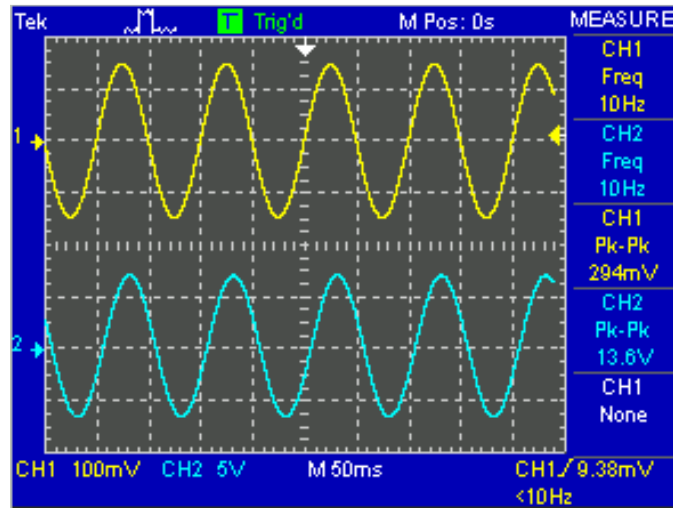 Tek T Trig'd M Pos: 0s MEASURE
CH1
Freq
10Hz
1
CH2
Freq
10Hz
CH1
Pk-Pk
294mV
CH2
Pk-Pk
13.6V
2
CH1
None
CH1 100mV CH2 5V M 50ms CH1 / 9.38mV
<10Hz